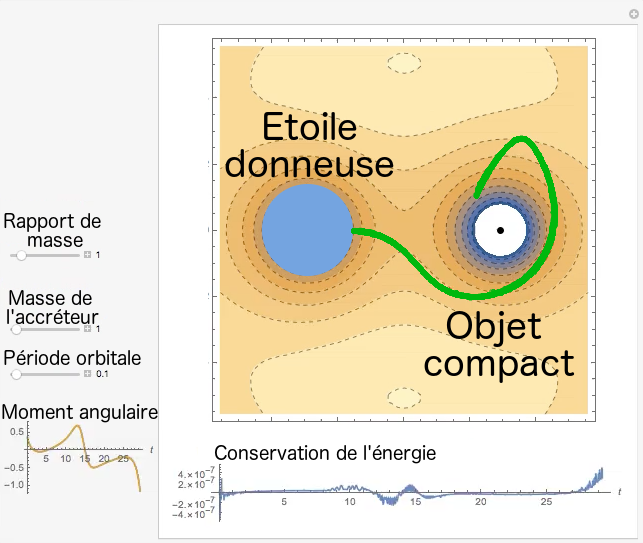 Etoile
donneuse
Objet
compact
Rapport de
masse
1
Masse de
l'accréteur
1
Période orbitale
0.1
Moment angulaire
0.5
-0.5
-1.0
5 10 15 20 25 t
Conservation de l'énergie
4.×10⁻⁷
2.×10⁻⁷
-2.×10⁻⁷
-4.×10⁻⁷
5 15 20 25 t